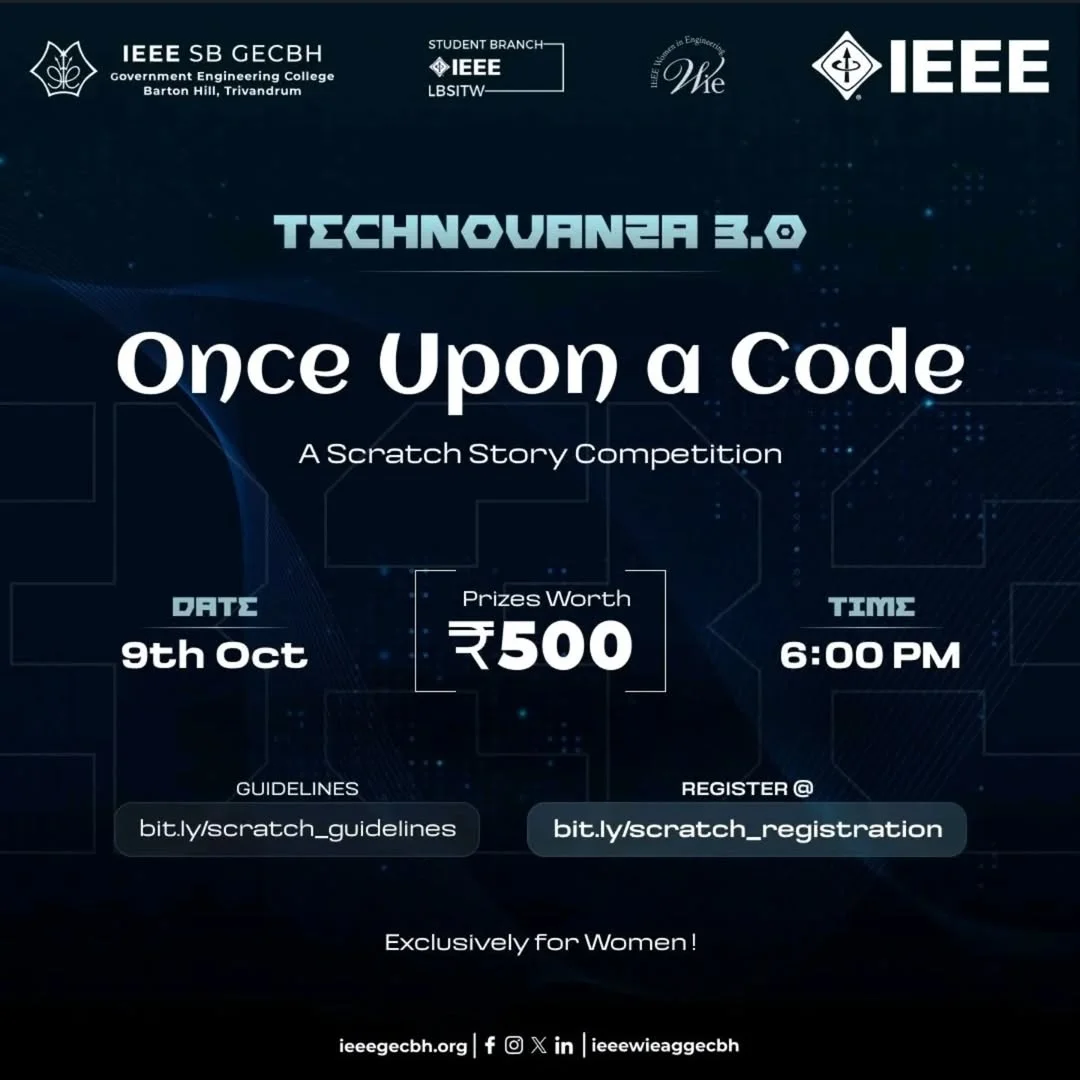 IEEE SB GECBH
Government Engineering College
Barton Hill, Trivandrum
STUDENT BRANCH
IEEE
LBSITW
IEEE Women in Engineering
Wie
IEEE
TECHNOVANZA 3.0
Once Upon a Code
A Scratch Story Competition
DATE
9th Oct
Prizes Worth
₹500
TIME
6:00 PM
GUIDELINES
bit.ly/scratch_guidelines
REGISTER @
bit.ly/scratch_registration
Exclusively for Women !
ieeegecbh.org | ieeewieaggecbh